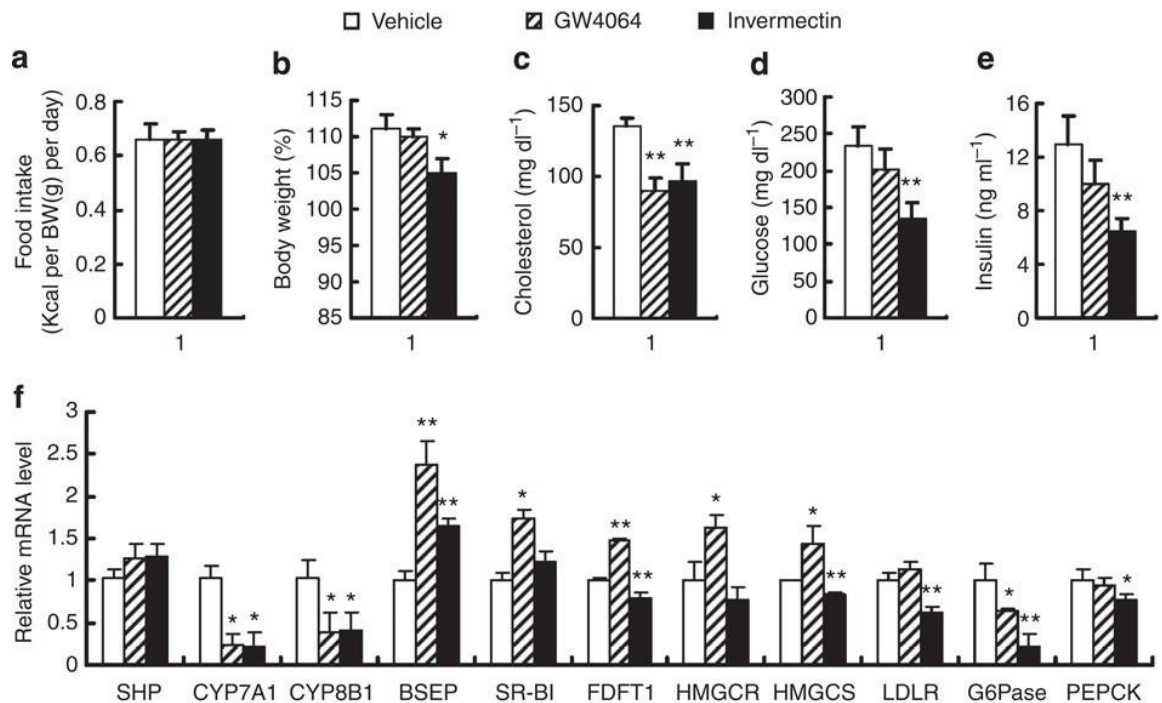 Vehicle GW4064 Invermectin
a
Food intake
(Kcal per BW(g) per day)
0.8
0.6
0.4
0.2
0
1
b
Body weight (%)
115
110
105
100
95
90
85
*
1
c
Cholesterol (mg dl⁻¹)
150
100
50
0
** **
1
d
Glucose (mg dl⁻¹)
300
250
200
150
100
50
0
**
1
e
Insulin (ng ml⁻¹)
16
12
8
4
0
**
1
f
Relative mRNA level
3
2.5
2
1.5
1
0.5
0
* * * * ** ** * ** ** * * ** ** * ** *
SHP CYP7A1 CYP8B1 BSEP SR-BI FDFT1 HMGCR HMGCS LDLR G6Pase PEPCK